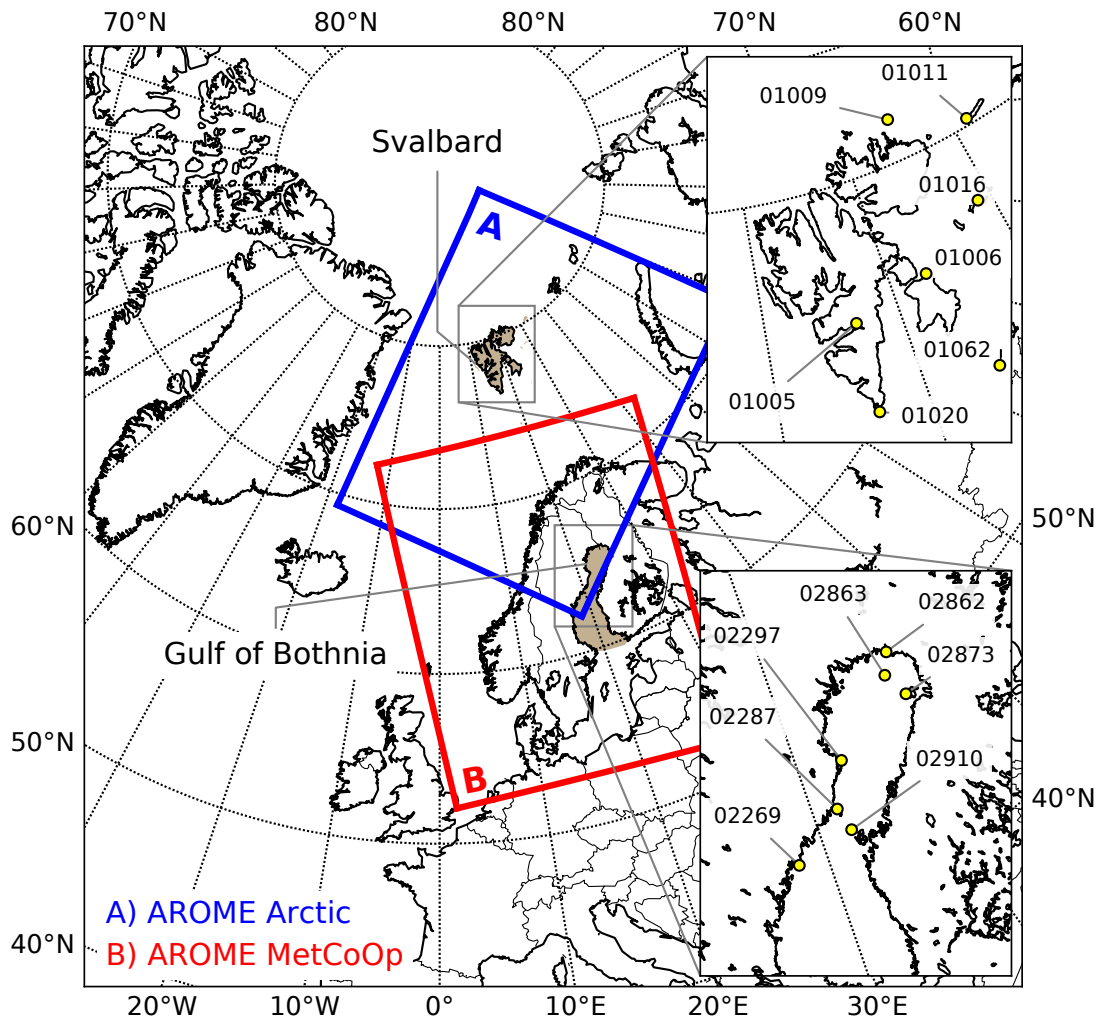 70°N 80°N 80°N 70°N 60°N
01011
01009
Svalbard
01016
A
01006
01062
01005
01020
60°N
50°N
02863
02862
02297
Gulf of Bothnia
02873
02287
50°N
02910
B
40°N
02269
A) AROME Arctic
40°N
B) AROME MetCoOp
20°W 10°W 0 10°E 20°E 30°E